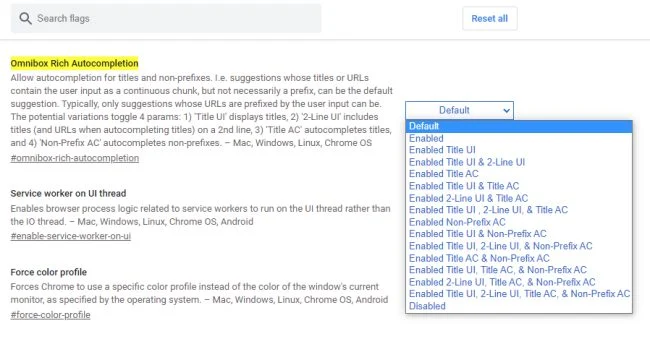 Search flags
Reset all
Omnibox Rich Autocompletion
Allow autocompletion for titles and non-prefixes. I.e. suggestions whose titles or URLs
contain the user input as a continuous chunk, but not necessarily a prefix, can be the default
suggestion. Typically, only suggestions whose URLs are prefixed by the user input can be.
The potential variations toggle 4 params: 1) 'Title UI' displays titles, 2) '2-Line UI' includes
titles (and URLs when autocompleting titles) on a 2nd line, 3) 'Title AC' autocompletes titles,
and 4) 'Non-Prefix AC' autocompletes non-prefixes. – Mac, Windows, Linux, Chrome OS
#omnibox-rich-autocompletion
Service worker on UI thread
Enables browser process logic related to service workers to run on the UI thread rather than
the IO thread. – Mac, Windows, Linux, Chrome OS, Android
#enable-service-worker-on-ui
Force color profile
Forces Chrome to use a specific color profile instead of the color of the window's current
monitor, as specified by the operating system. – Mac, Windows, Linux, Chrome OS, Android
#force-color-profile
Default
Default
Enabled
Enabled Title UI
Enabled Title UI & 2-Line UI
Enabled Title AC
Enabled Title UI & Title AC
Enabled 2-Line UI & Title AC
Enabled Title UI , 2-Line UI, & Title AC
Enabled Non-Prefix AC
Enabled Title UI & Non-Prefix AC
Enabled Title UI, 2-Line UI, & Non-Prefix AC
Enabled Title AC & Non-Prefix AC
Enabled Title UI, Title AC, & Non-Prefix AC
Enabled 2-Line UI, Title AC, & Non-Prefix AC
Enabled Title UI, 2-Line UI, Title AC, & Non-Prefix AC
Disabled